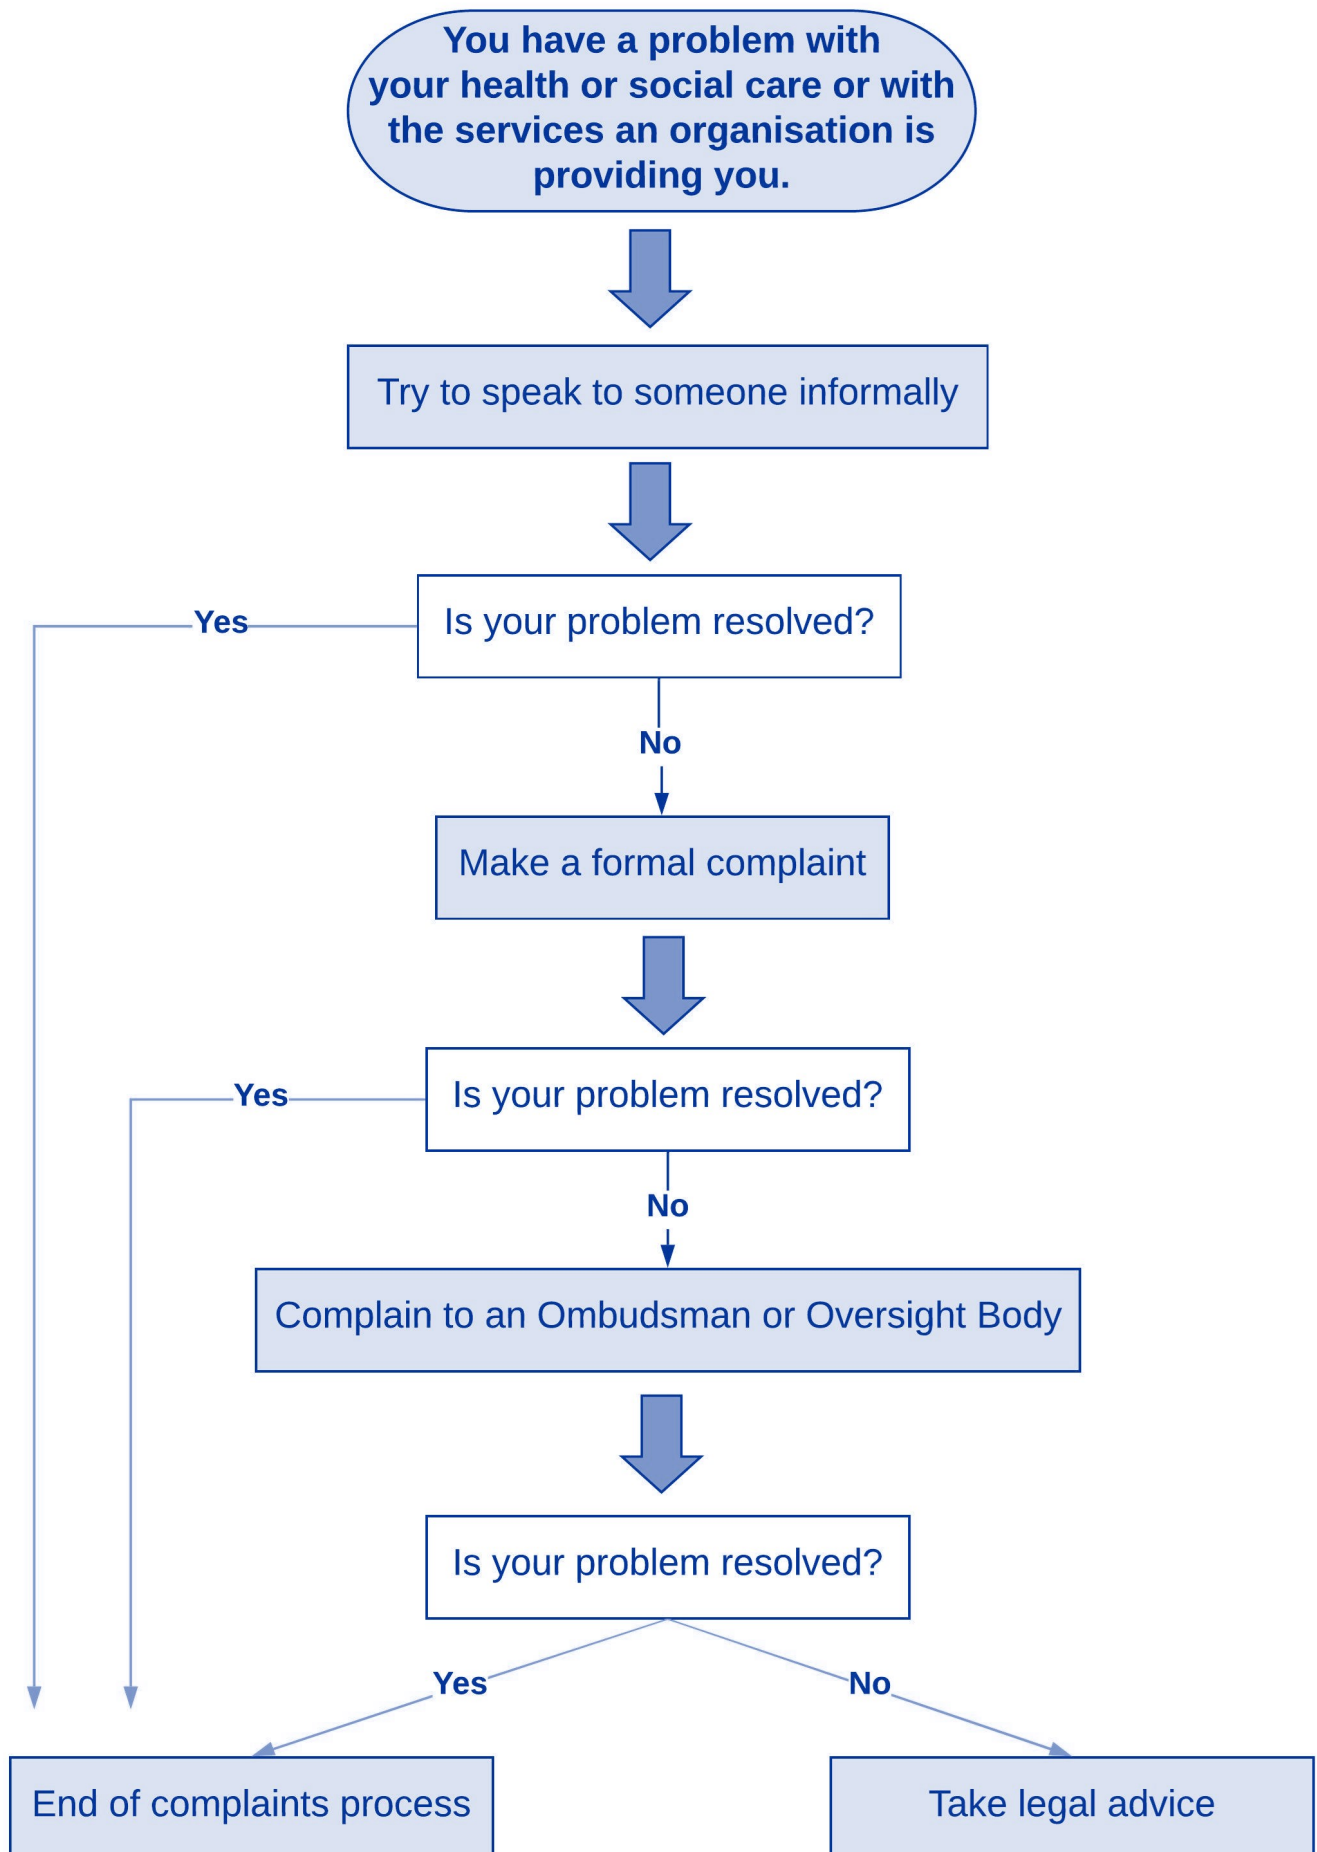 You have a problem with
your health or social care or with
the services an organisation is
providing you.
Try to speak to someone informally
Is your problem resolved?
Yes
No
Make a formal complaint
Is your problem resolved?
Yes
No
Complain to an Ombudsman or Oversight Body
Is your problem resolved?
Yes
No
End of complaints process
Take legal advice